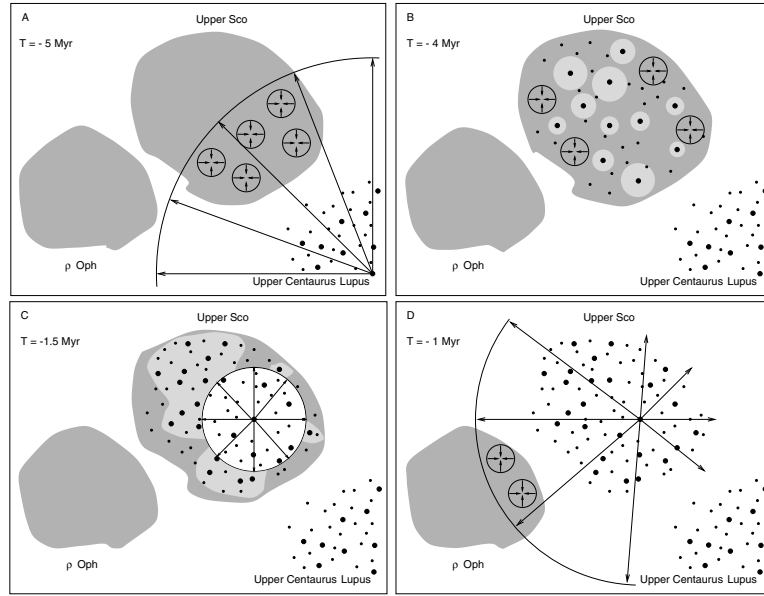 A
Upper Sco
T = - 5 Myr
ρ Oph
Upper Centaurus Lupus
B
Upper Sco
T = - 4 Myr
ρ Oph
Upper Centaurus Lupus
C
Upper Sco
T = -1.5 Myr
ρ Oph
Upper Centaurus Lupus
D
Upper Sco
T = - 1 Myr
ρ Oph
Upper Centaurus Lupus